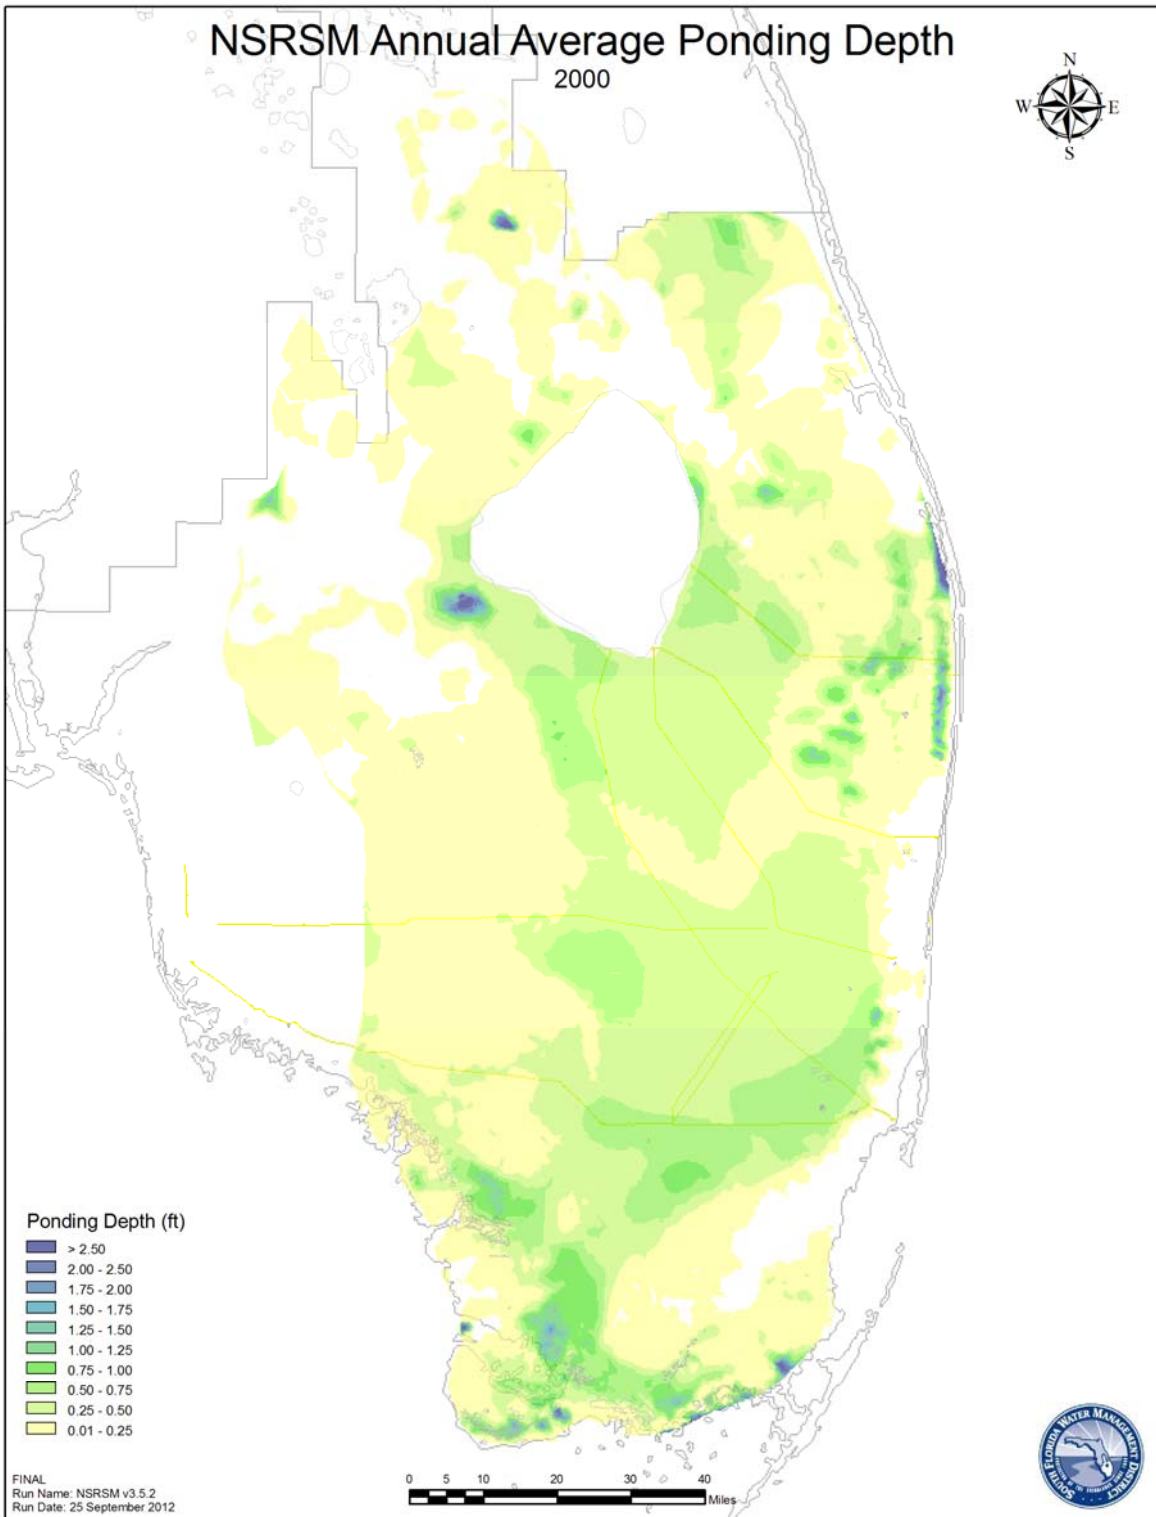 NSRSM Annual Average Ponding Depth
2000
N
W E
S
Ponding Depth (ft)
> 2.50
2.00 - 2.50
1.75 - 2.00
1.50 - 1.75
1.25 - 1.50
1.00 - 1.25
0.75 - 1.00
0.50 - 0.75
0.25 - 0.50
0.01 - 0.25
FINAL
Run Name: NSRSM v3.5.2
Run Date: 25 September 2012
0 5 10 20 30 40
Miles
SOUTH FLORIDA WATER MANAGEMENT DISTRICT